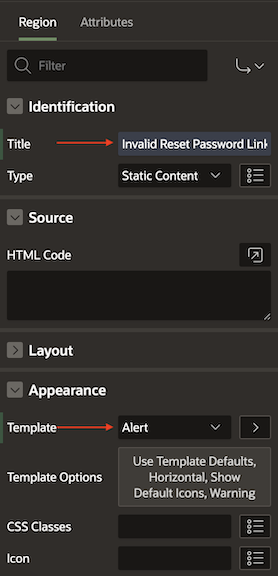 Region Attributes
Filter
Identification
Title Invalid Reset Password Link
Type Static Content
Source
HTML Code
Layout
Appearance
Template Alert
Template Options Use Template Defaults,
Horizontal, Show
Default Icons, Warning
CSS Classes
Icon